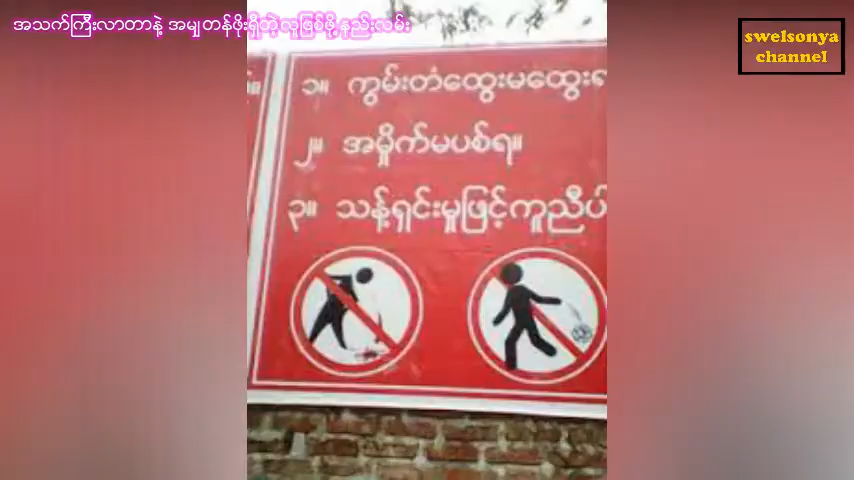 အသက်ကြီးလာတာနဲ့ အမျှ တန်ဖိုးရှိတဲ့ လူဖြစ်ဖို့ နည်းလမ်း
swelsonya
channel
၁။ ကွမ်းတံထွေးမထွေးရ
၂။ အမှိုက်မပစ်ရ။
၃။ သန့်ရှင်းမှုဖြင့်ကူညီပါ